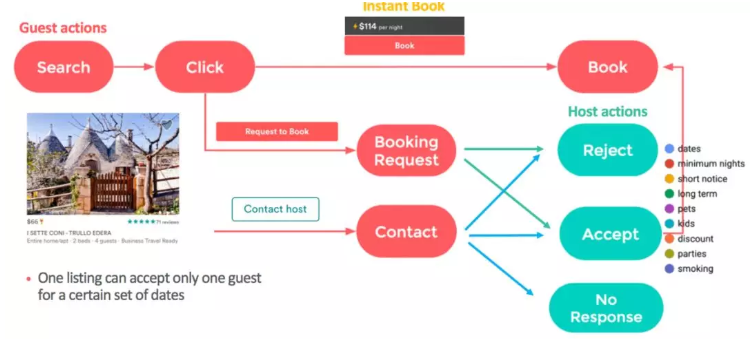 Guest actions
Instant Book
$114 per night
Book
Search
Click
Book
Host actions
Request to Book
Booking
Request
Reject
dates
minimum nights
short notice
long term
pets
kids
discount
parties
smoking
$66
71 reviews
I SETTE CONI - TRULLO EDERA
Entire home/apt · 2 beds · 4 guests · Business Travel Ready
Contact host
Contact
Accept
No
Response
• One listing can accept only one guest
for a certain set of dates